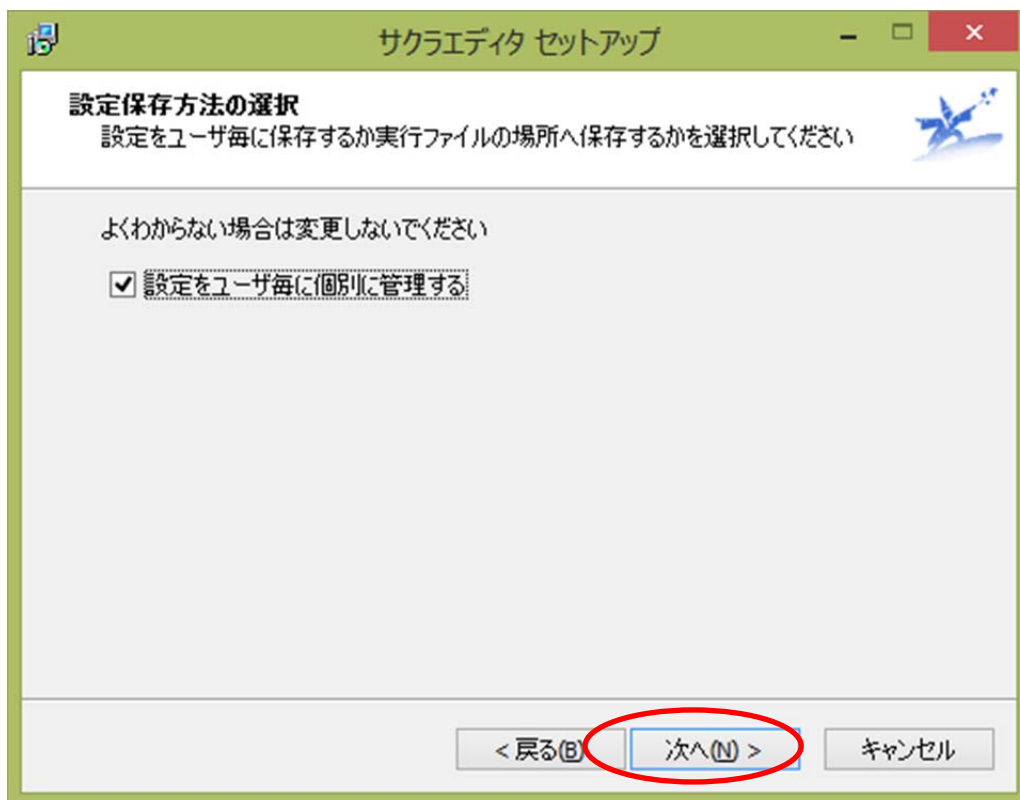 サクラエディタ セットアップ
設定保存方法の選択
設定をユーザ毎に保存するか実行ファイルの場所へ保存するかを選択してください
よくわからない場合は変更しないでください
設定をユーザ毎に個別に管理する
< 戻る(B) 次へ(N) > キャンセル